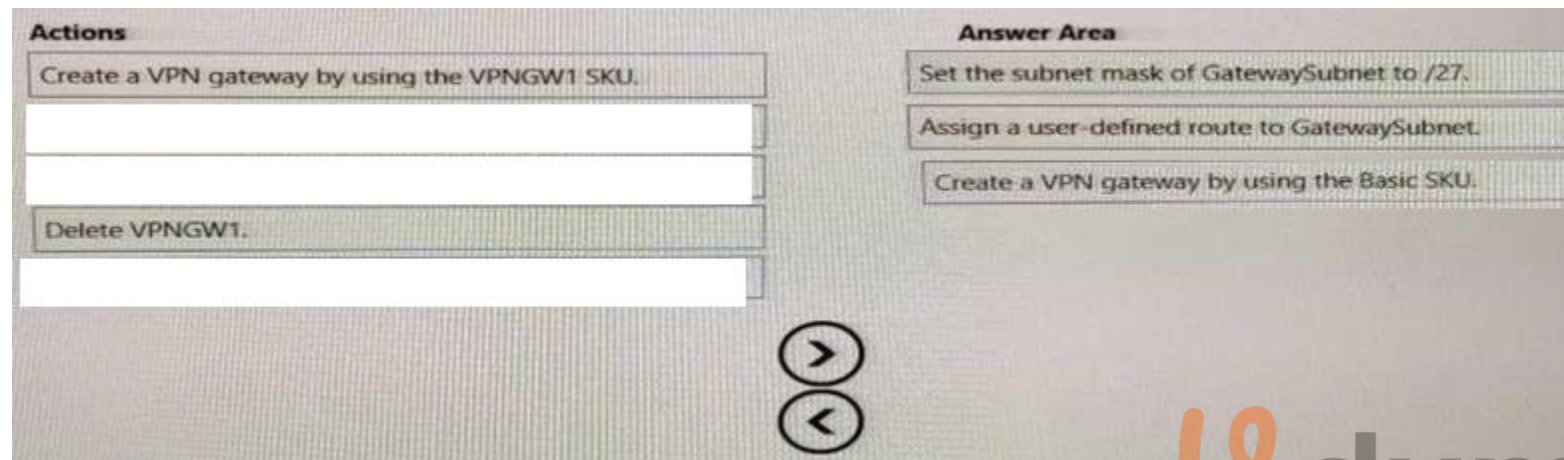 Actions
Create a VPN gateway by using the VPNGW1 SKU.
Delete VPNGW1.
Answer Area
Set the subnet mask of GatewaySubnet to /27.
Assign a user-defined route to GatewaySubnet.
Create a VPN gateway by using the Basic SKU.